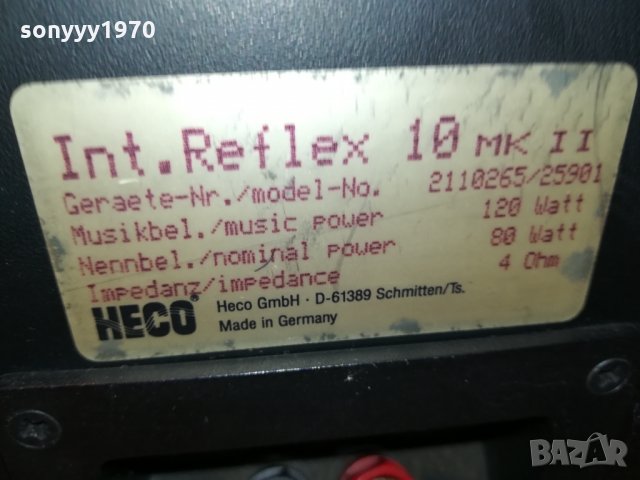 sonyyy1970
Int.Reflex 10 MK II
Geraete-Nr./model-No. 2110265/25901
Musikbel./music power 120 Watt
Nennbel./nominal power 80 Watt
Impedanz/impedance 4 Ohm
HECO® Heco GmbH · D-61389 Schmitten/Ts.
Made in Germany
BAZAR